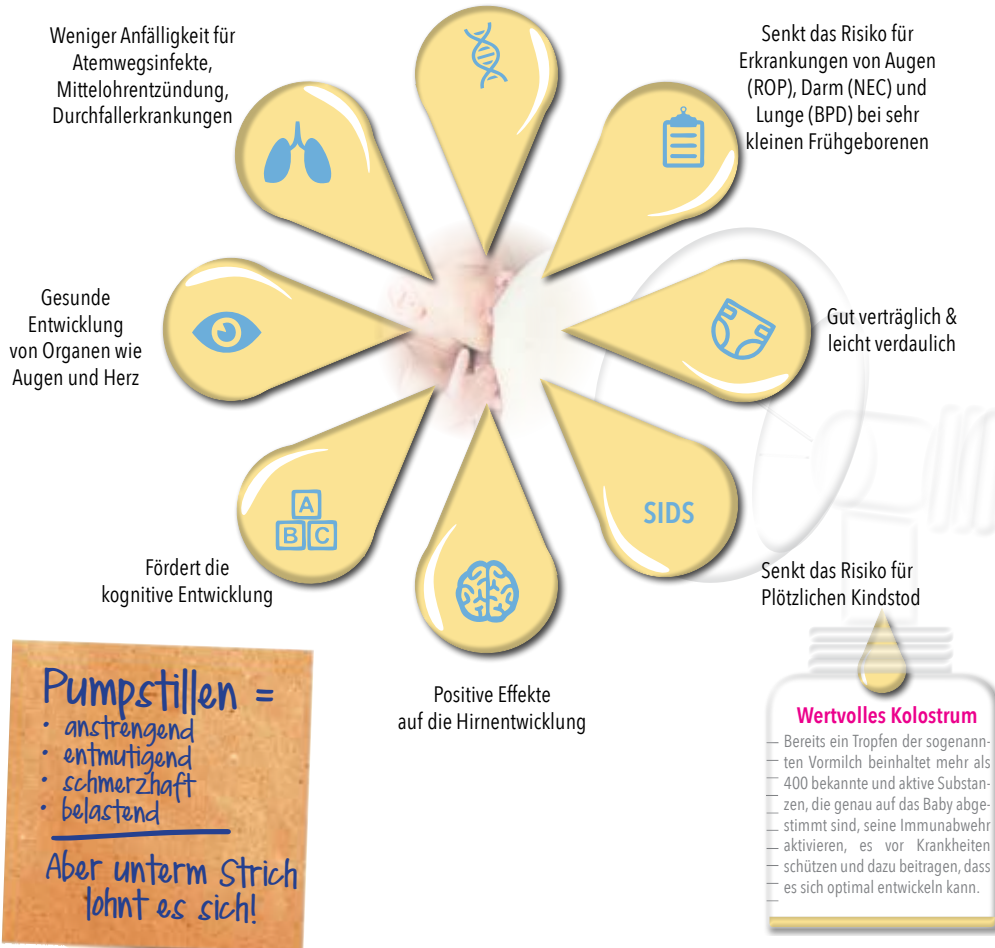 Weniger Anfälligkeit für
Atemwegsinfekte,
Mittelohrentzündung,
Durchfallerkrankungen
Senkt das Risiko für
Erkrankungen von Augen
(ROP), Darm (NEC) und
Lunge (BPD) bei sehr
kleinen Frühgeborenen
Gesunde
Entwicklung
von Organen wie
Augen und Herz
Gut verträglich &
leicht verdaulich
A
B C
Fördert die
kognitive Entwicklung
SIDS
Senkt das Risiko für
Plötzlichen Kindstod
Positive Effekte
auf die Hirnentwicklung
Pumpstillen =
• anstrengend
• entmutigend
• schmerzhaft
• belastend
Aber unterm Strich
lohnt es sich!
Wertvolles Kolostrum
Bereits ein Tropfen der sogenann-
ten Vormilch beinhaltet mehr als
400 bekannte und aktive Substan-
zen, die genau auf das Baby abge-
stimmt sind, seine Immunabwehr
aktivieren, es vor Krankheiten
schützen und dazu beitragen, dass
es sich optimal entwickeln kann.